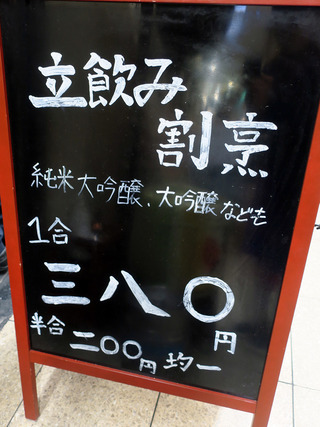 立飲み
割烹
純米大吟醸、大吟醸なども
1合
三八〇円
半合 二〇〇円 均一